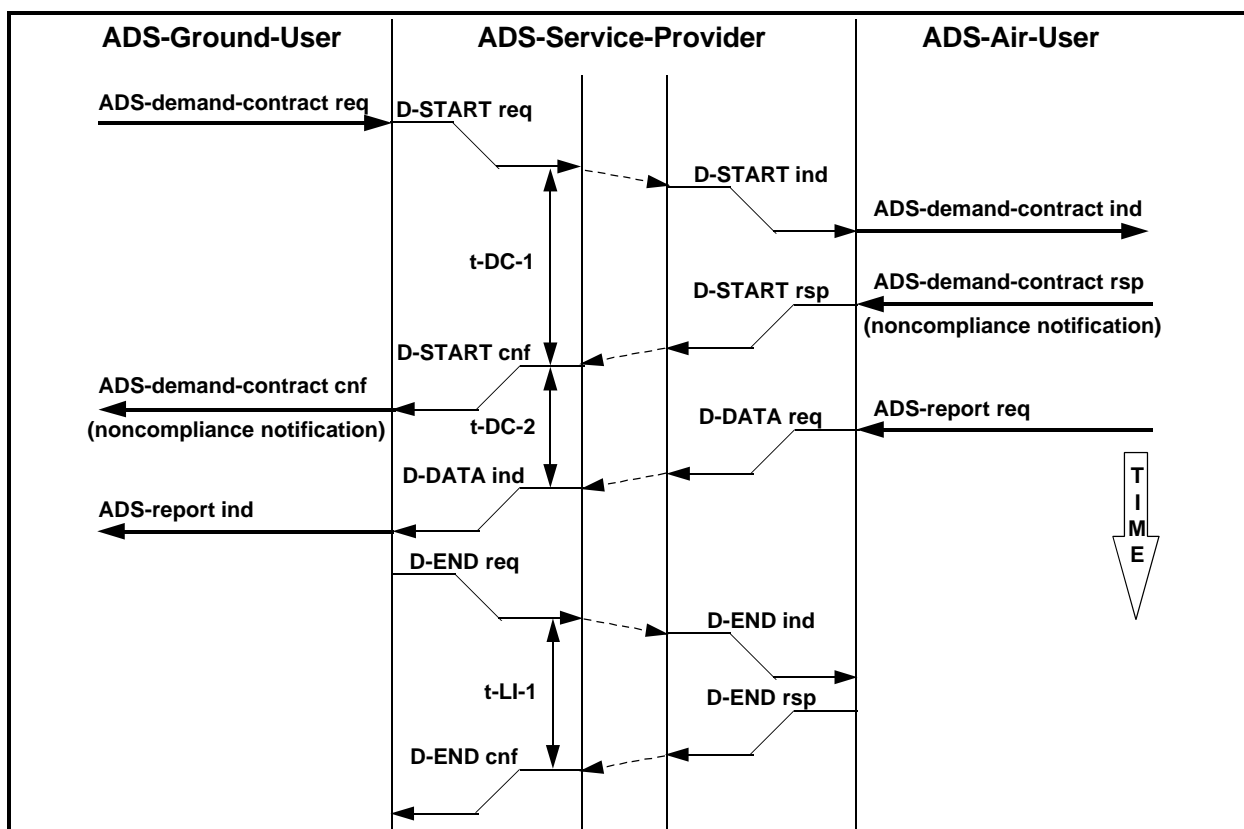 ADS-Ground-User
ADS-Service-Provider
ADS-Air-User
ADS-demand-contract req
D-START req
D-START ind
ADS-demand-contract ind
t-DC-1
D-START rsp
ADS-demand-contract rsp
(noncompliance notification)
D-START cnf
ADS-demand-contract cnf
(noncompliance notification)
t-DC-2
D-DATA req
ADS-report req
D-DATA ind
ADS-report ind
T
I
M
E
D-END req
D-END ind
t-LI-1
D-END rsp
D-END cnf